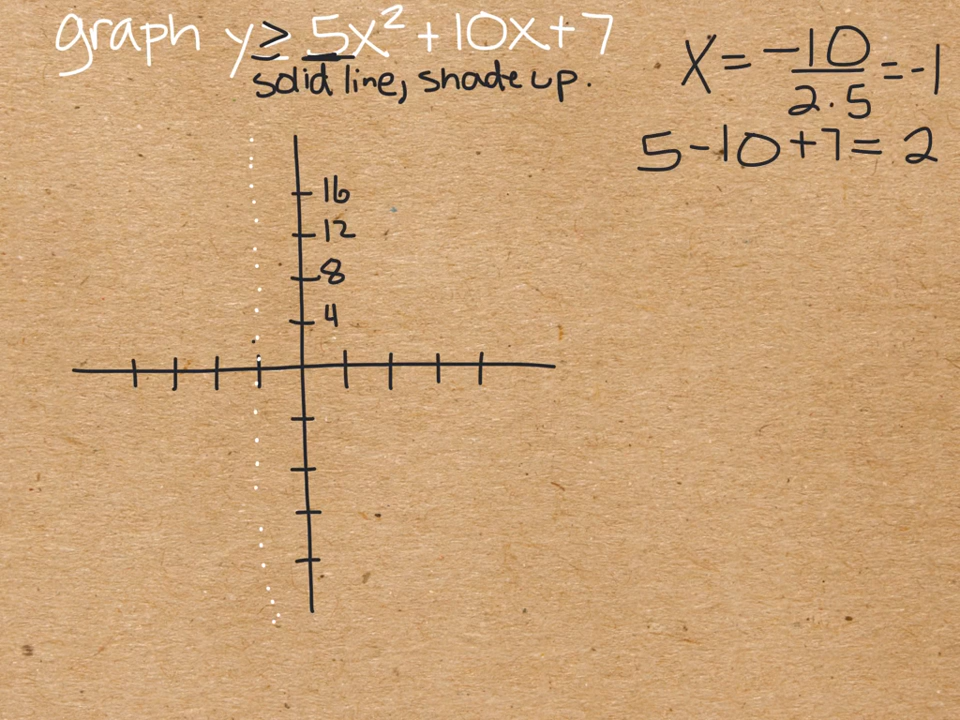 graph y ≥ 5x² + 10x + 7
solid line, shade up.
X = -10/2·5 = -1
5-10+7= 2
16
12
8
4